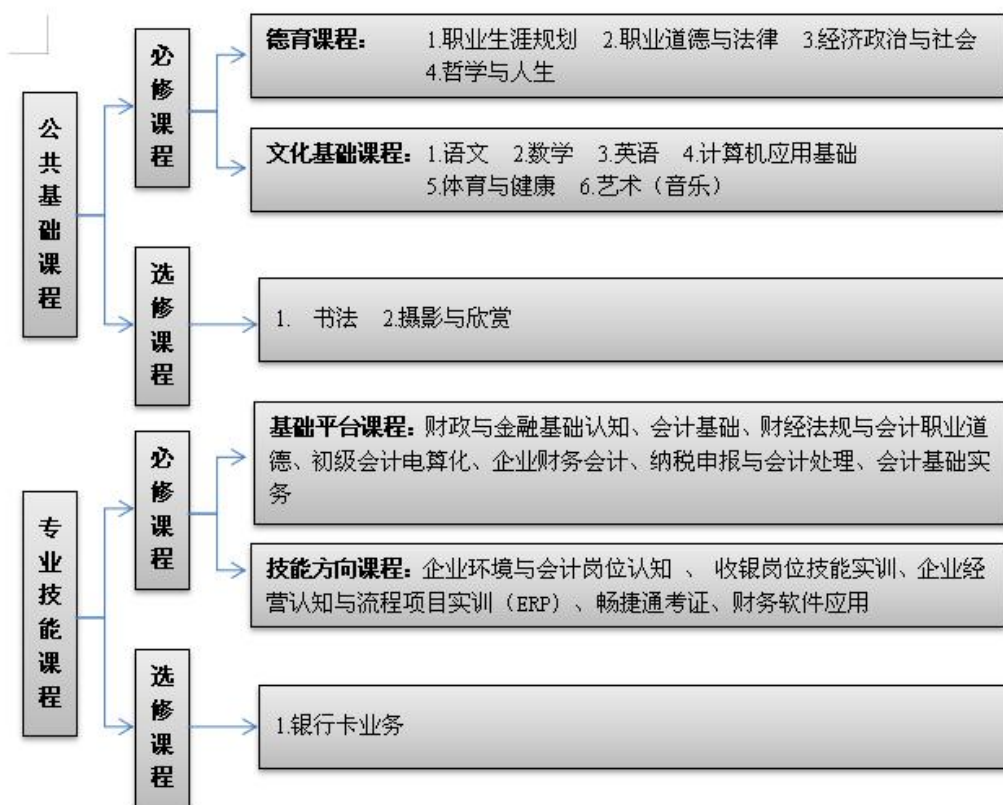 公共基础课程
必修课程
德育课程： 1.职业生涯规划 2.职业道德与法律 3.经济政治与社会
4.哲学与人生
文化基础课程：1.语文 2.数学 3.英语 4.计算机应用基础
5.体育与健康 6.艺术（音乐）
选修课程
1. 书法 2.摄影与欣赏
专业技能课程
必修课程
基础平台课程：财政与金融基础认知、会计基础、财经法规与会计职业道
德、初级会计电算化、企业财务会计、纳税申报与会计处理、会计基础实
务
技能方向课程：企业环境与会计岗位认知 、 收银岗位技能实训、企业经
营认知与流程项目实训（ERP）、畅捷通考证、财务软件应用
选修课程
1.银行卡业务